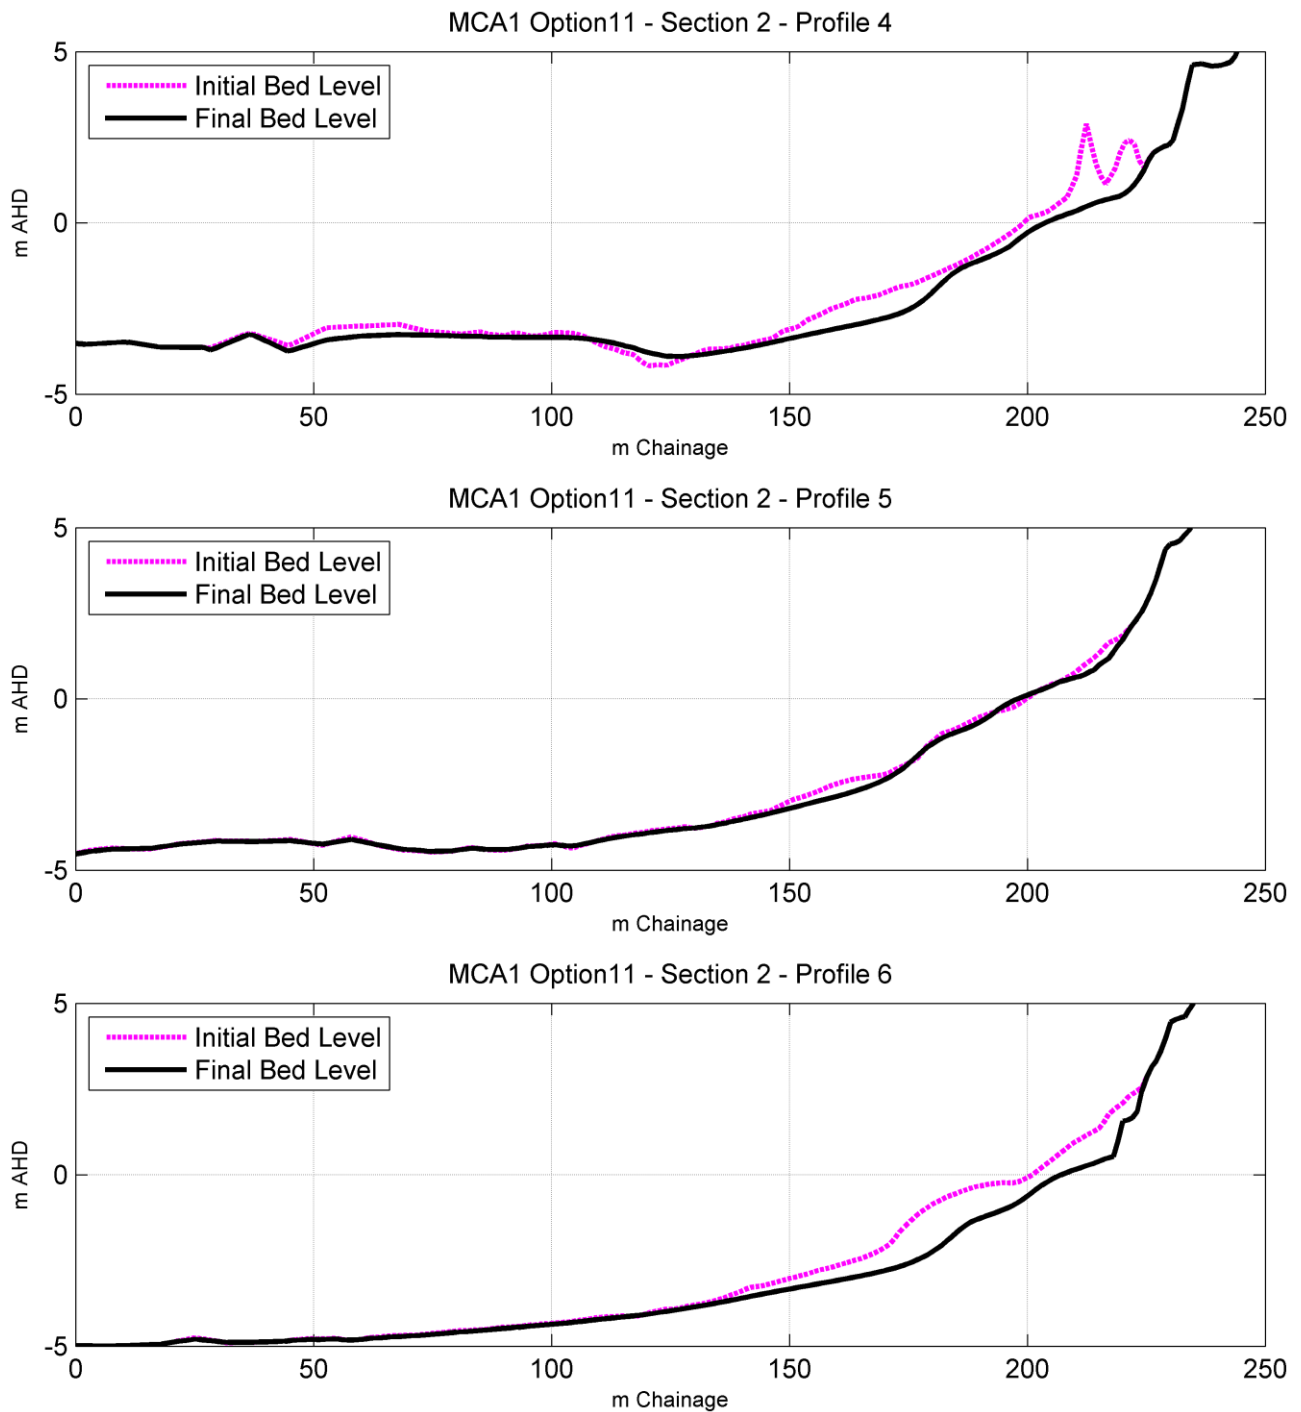 MCA1 Option11 - Section 2 - Profile 4
5
Initial Bed Level
Final Bed Level
m AHD
0
-5
0 50 100 150 200 250
m Chainage
MCA1 Option11 - Section 2 - Profile 5
5
Initial Bed Level
Final Bed Level
m AHD
0
-5
0 50 100 150 200 250
m Chainage
MCA1 Option11 - Section 2 - Profile 6
5
Initial Bed Level
Final Bed Level
m AHD
0
-5
0 50 100 150 200 250
m Chainage